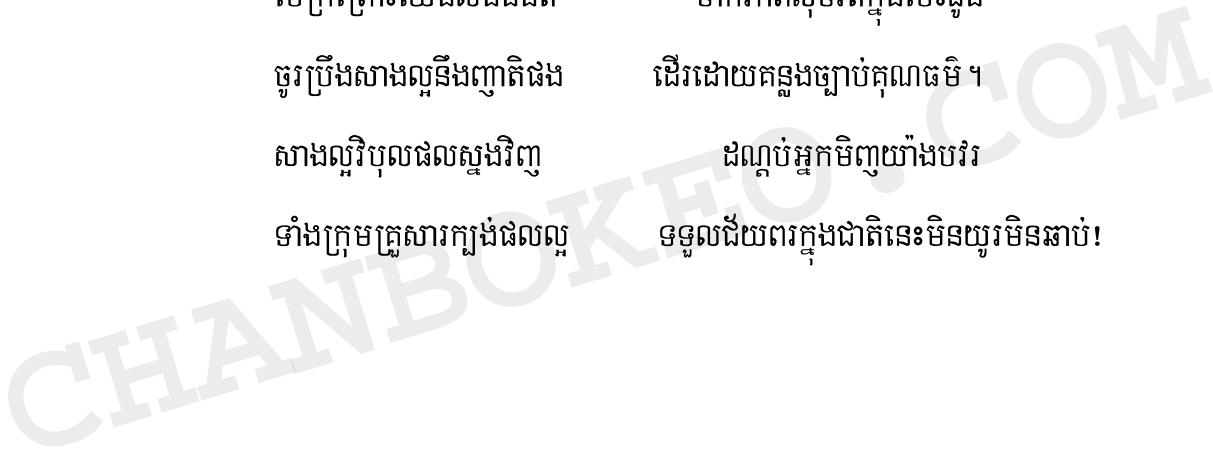 ចូរប្រឹងសាងល្អនឹងញាតិផង ដើរដោយគន្លងច្បាប់គុណធម៌។
សាងល្អវិបុលផលស្នងវិញ ដណ្ដប់អ្នកមិញយ៉ាងបវរ
ទាំងក្រុមគ្រួសារក្បង់ផលល្អ ទទួលជ័យពរក្នុងជាតិនេះមិនយូរមិនឆាប់!
CHANBOKEO.COM